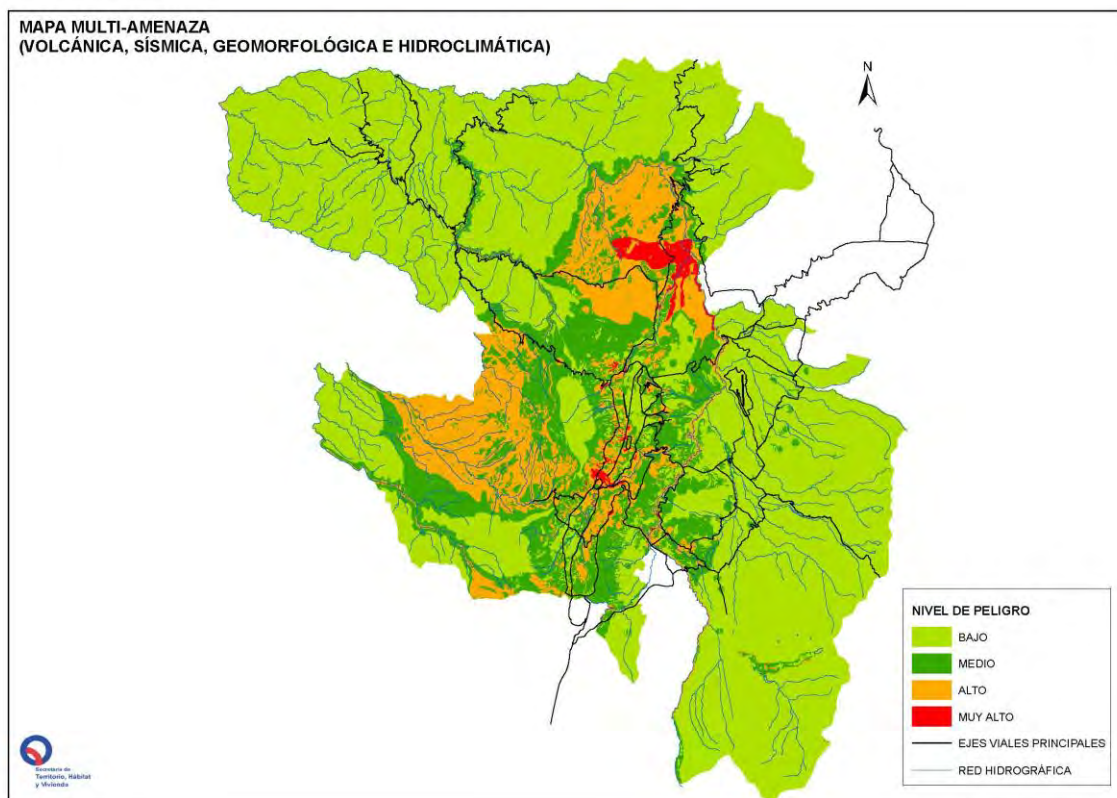 MAPA MULTI-AMENAZA
(VOLCÁNICA, SÍSMICA, GEOMORFOLÓGICA E HIDROCLIMÁTICA)
N
NIVEL DE PELIGRO
BAJO
MEDIO
ALTO
MUY ALTO
EJES VIALES PRINCIPALES
RED HIDROGRÁFICA
Secretaría de
Territorio, Hábitat
y Vivienda